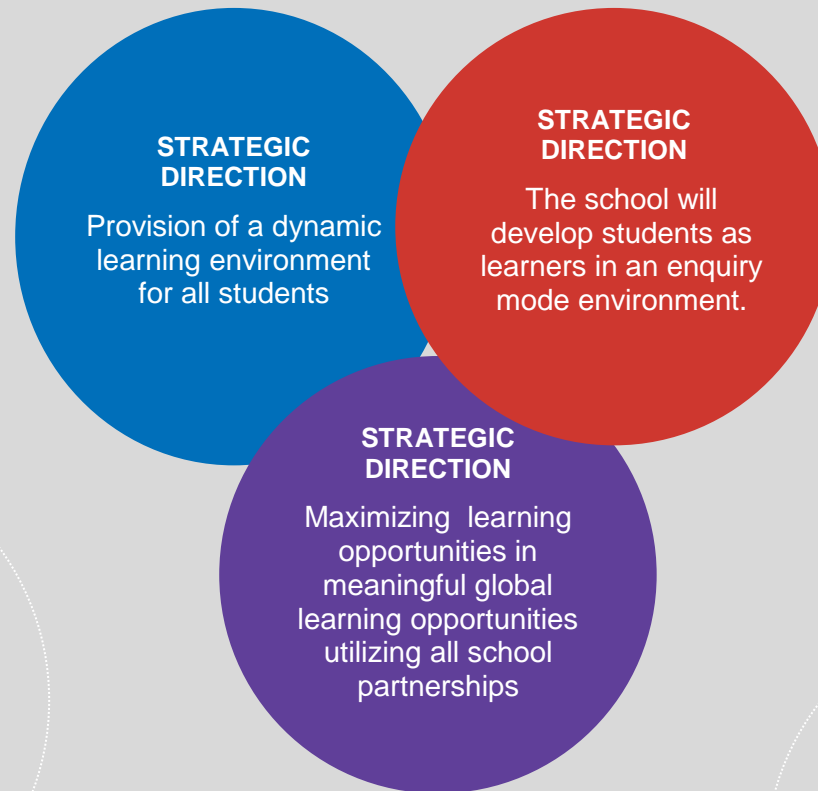 STRATEGIC
DIRECTION
Provision of a dynamic
learning environment
for all students
STRATEGIC
DIRECTION
The school will
develop students as
learners in an enquiry
mode environment.
STRATEGIC
DIRECTION
Maximizing  learning
opportunities in
meaningful global
learning opportunities
utilizing all school
partnerships